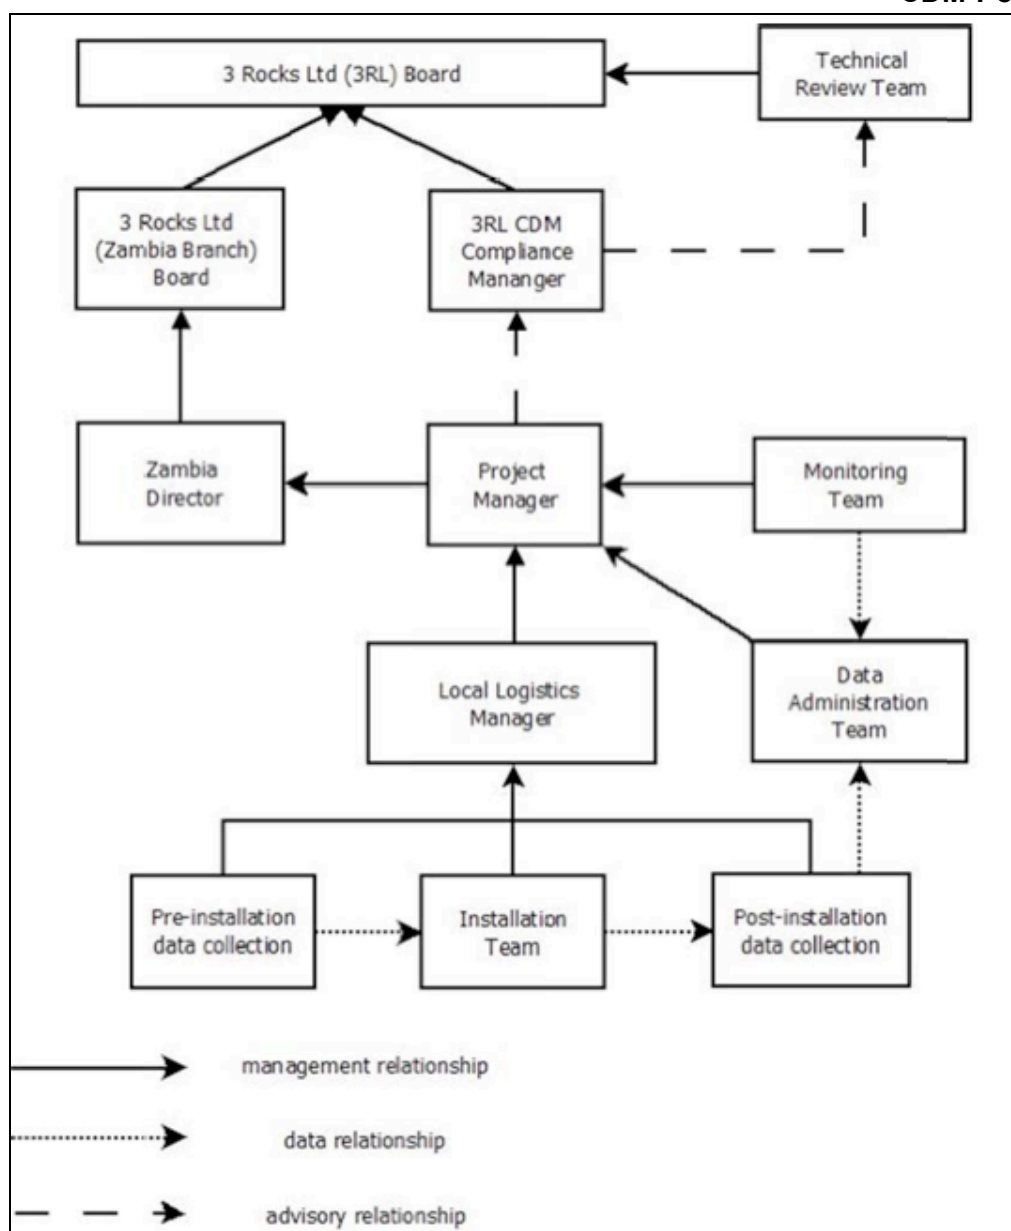 3 Rocks Ltd (3RL) Board
Technical
Review Team
3 Rocks Ltd
(Zambia Branch)
Board
3RL CDM
Compliance
Mananger
Zambia
Director
Project
Manager
Monitoring
Team
Local Logistics
Manager
Data
Administration
Team
Pre-installation
data collection
Installation
Team
Post-installation
data collection
management relationship
data relationship
advisory relationship